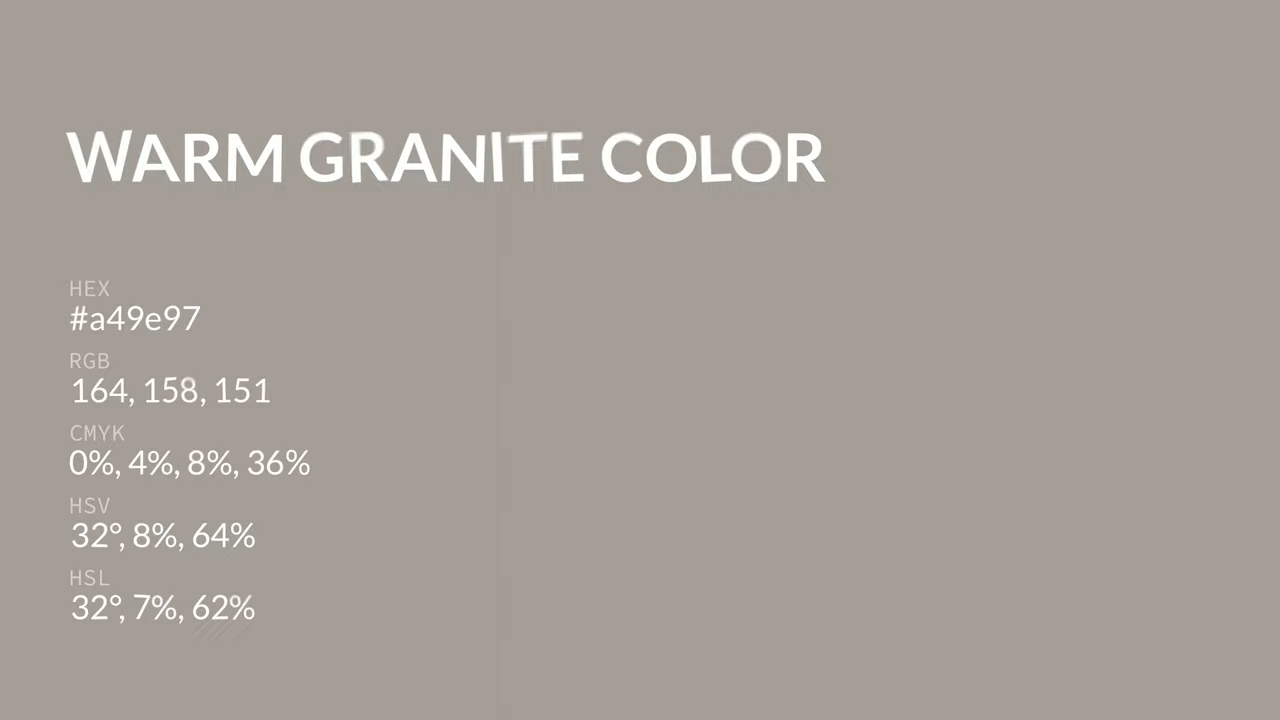 WARM GRANITE COLOR
HEX
#a49e97
RGB
164, 158, 151
CMYK
0%, 4%, 8%, 36%
HSV
32°, 8%, 64%
HSL
32°, 7%, 62%